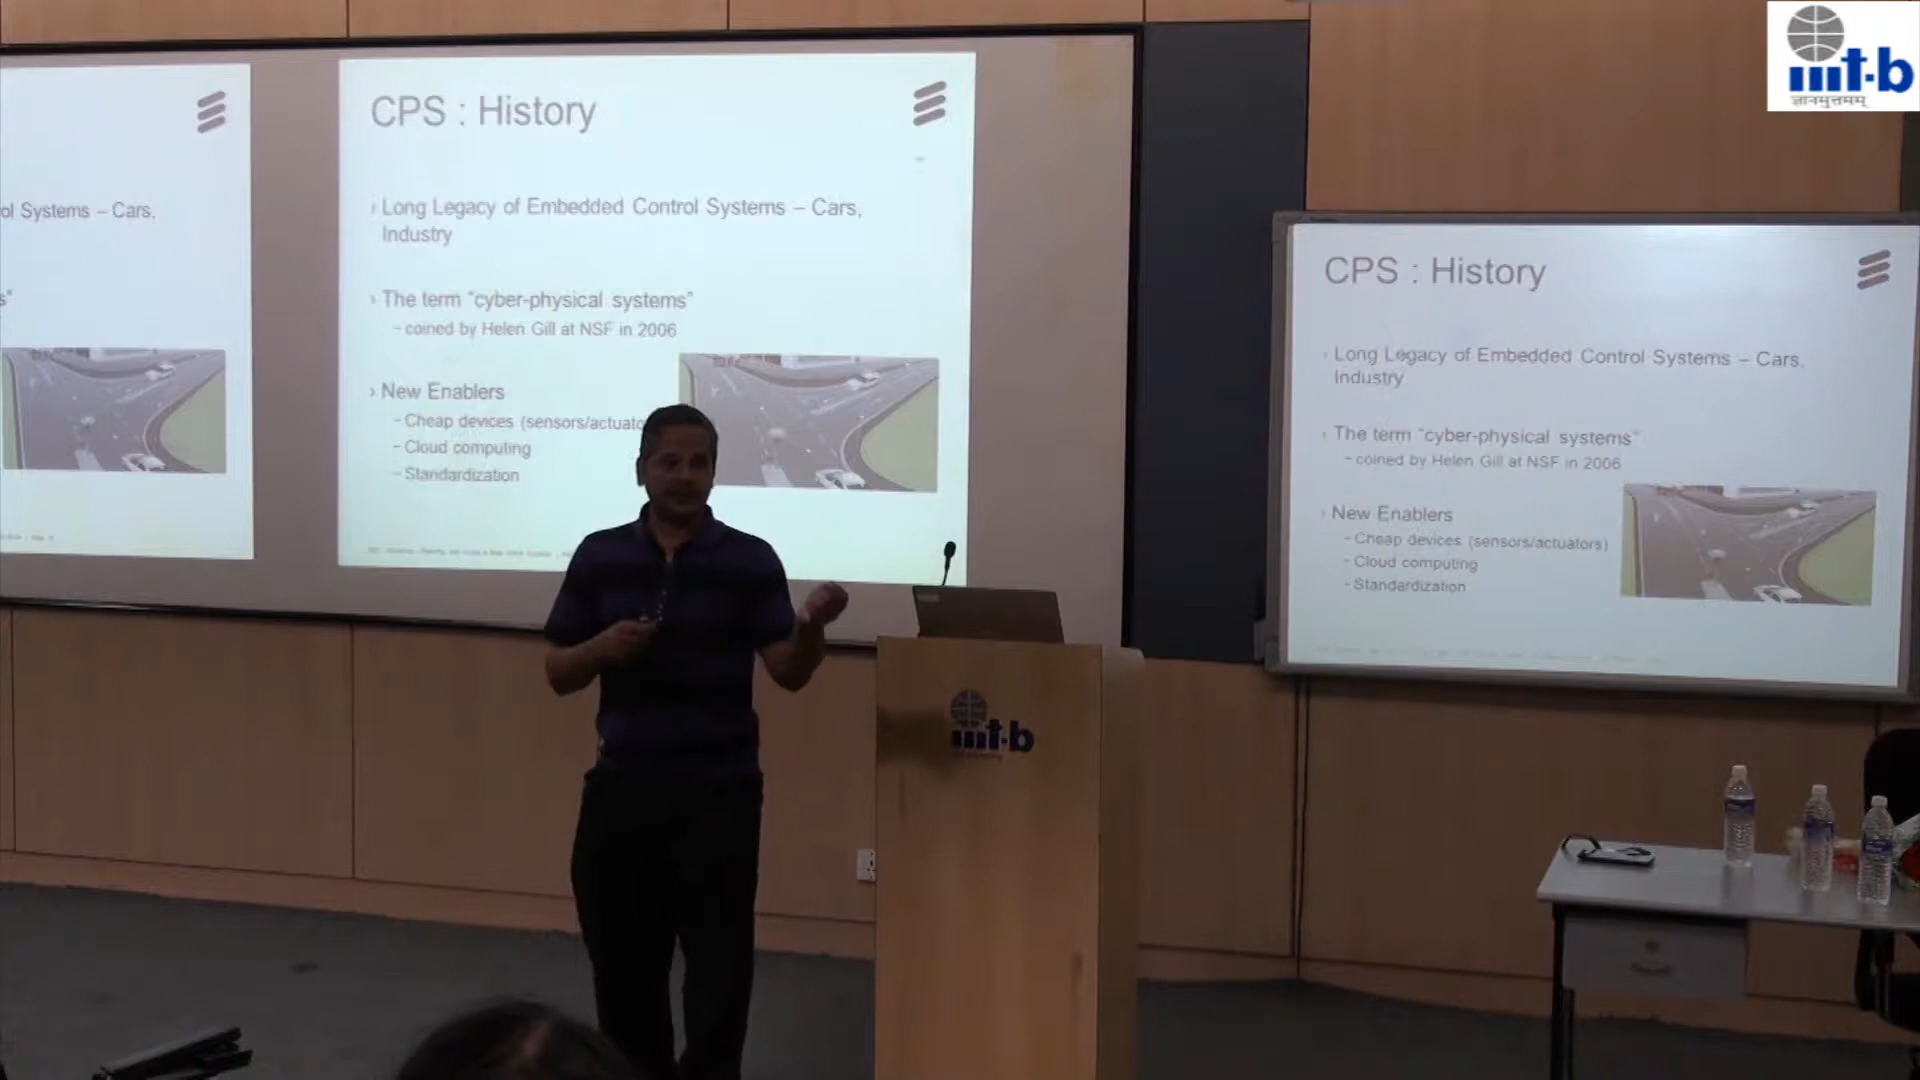 iiit-b
ज्ञानमुत्तमम्
ol Systems – Cars,
s"
CPS : History
› Long Legacy of Embedded Control Systems – Cars,
Industry
› The term "cyber-physical systems"
– coined by Helen Gill at NSF in 2006
› New Enablers
– Cheap devices (sensors/actuato
– Cloud computing
– Standardization
CPS : History
› Long Legacy of Embedded Control Systems – Cars,
Industry
› The term "cyber-physical systems"
– coined by Helen Gill at NSF in 2006
› New Enablers
– Cheap devices (sensors/actuators)
– Cloud computing
– Standardization
iiit-b